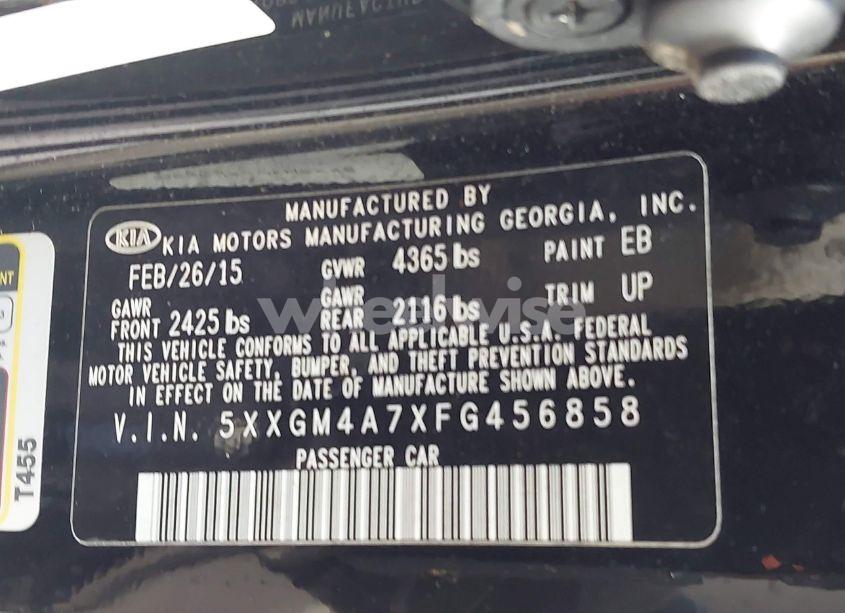 MANUFACTURED BY
KIA KIA MOTORS MANUFACTURING GEORGIA, INC.
FEB/26/15 GVWR 4365 lbs PAINT EB
GAWR FRONT 2425 lbs GAWR REAR 2116 lbs TRIM UP
wheelwise
THIS VEHICLE CONFORMS TO ALL APPLICABLE U.S.A. FEDERAL
MOTOR VEHICLE SAFETY, BUMPER, AND THEFT PREVENTION STANDARDS
IN EFFECT ON THE DATE OF MANUFACTURE SHOWN ABOVE.
V.I.N. 5XXGM4A7XFG456858
PASSENGER CAR
T455